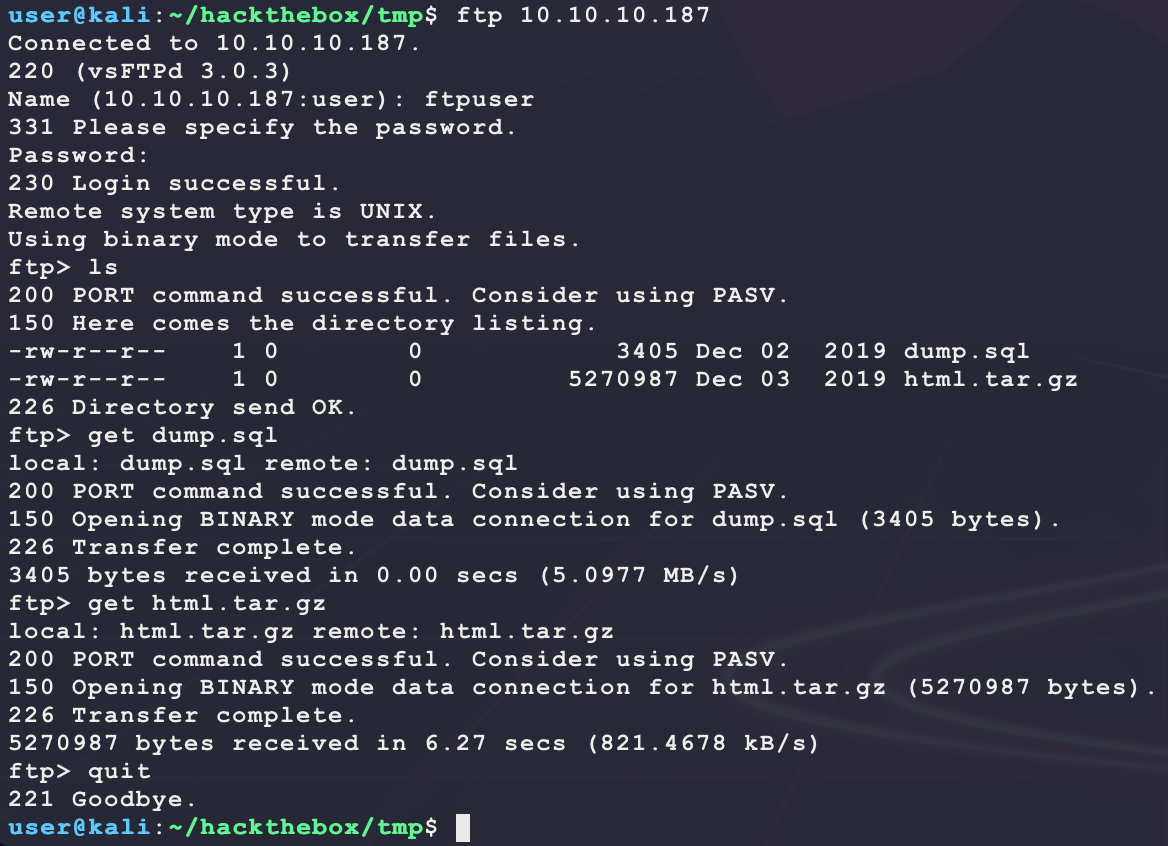 user@kali:~/hackthebox/tmp$ ftp 10.10.10.187
Connected to 10.10.10.187.
220 (vsFTPd 3.0.3)
Name (10.10.10.187:user): ftpuser
331 Please specify the password.
Password:
230 Login successful.
Remote system type is UNIX.
Using binary mode to transfer files.
ftp> ls
200 PORT command successful. Consider using PASV.
150 Here comes the directory listing.
-rw-r--r--    1 0        0            3405 Dec 02  2019 dump.sql
-rw-r--r--    1 0        0         5270987 Dec 03  2019 html.tar.gz
226 Directory send OK.
ftp> get dump.sql
local: dump.sql remote: dump.sql
200 PORT command successful. Consider using PASV.
150 Opening BINARY mode data connection for dump.sql (3405 bytes).
226 Transfer complete.
3405 bytes received in 0.00 secs (5.0977 MB/s)
ftp> get html.tar.gz
local: html.tar.gz remote: html.tar.gz
200 PORT command successful. Consider using PASV.
150 Opening BINARY mode data connection for html.tar.gz (5270987 bytes).
226 Transfer complete.
5270987 bytes received in 6.27 secs (821.4678 kB/s)
ftp> quit
221 Goodbye.
user@kali:~/hackthebox/tmp$